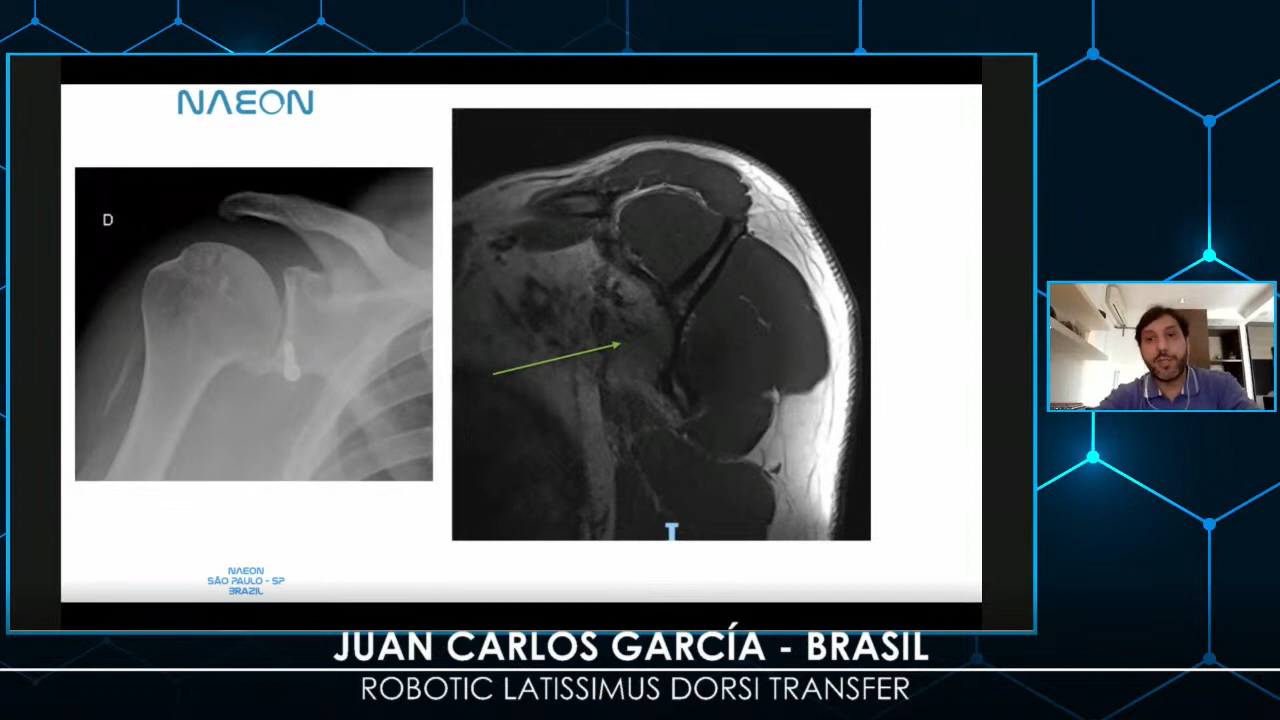 NAEON
D
T
NAEON
SÃO PAULO - SP
BRAZIL
JUAN CARLOS GARCÍA - BRASIL
ROBOTIC LATISSIMUS DORSI TRANSFER